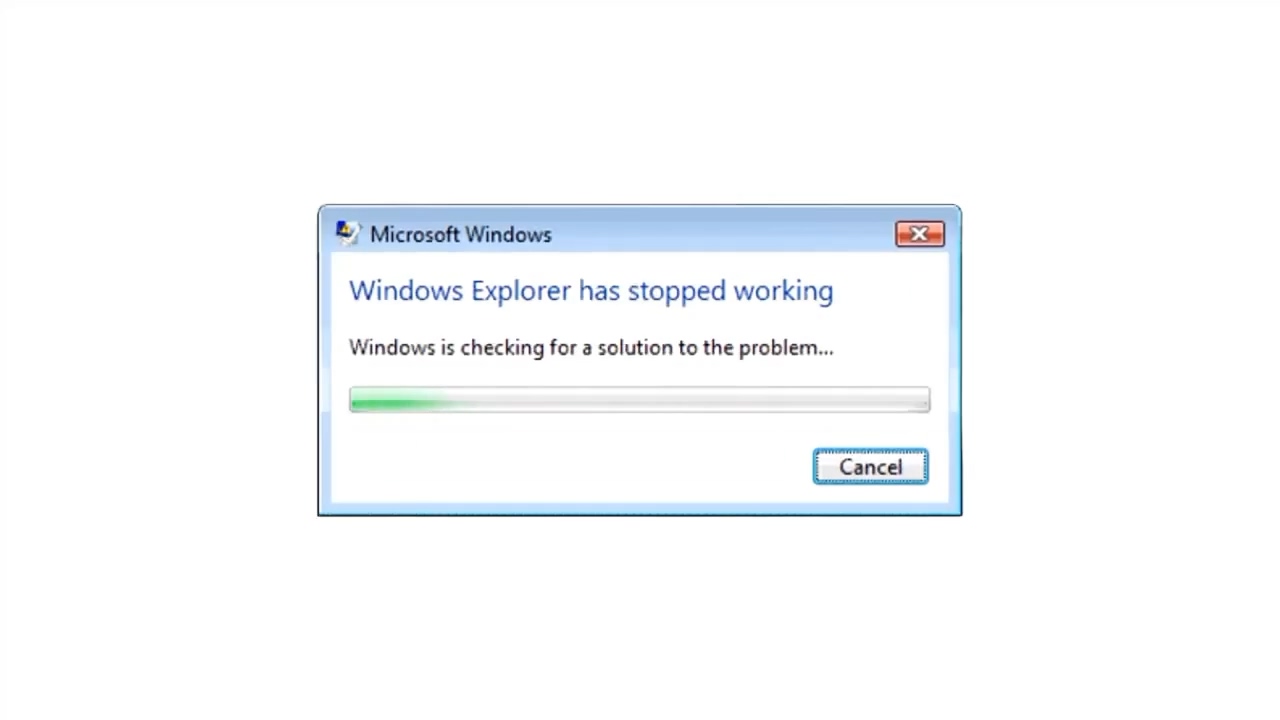 Microsoft Windows
Windows Explorer has stopped working
Windows is checking for a solution to the problem...
Cancel